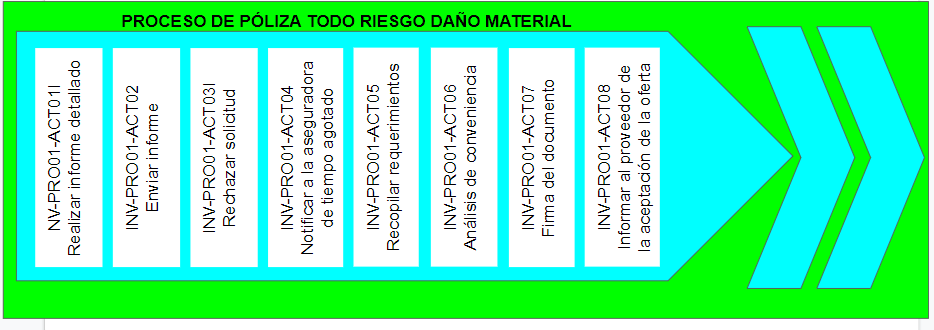 PROCESO DE PÓLIZA TODO RIESGO DAÑO MATERIAL
INV-PRO01-ACT01I
Realizar informe detallado
INV-PRO01-ACT02
Enviar informe
INV-PRO01-ACT03I
Rechazar solicitud
INV-PRO01-ACT04
Notificar a la aseguradora
de tiempo agotado
INV-PRO01-ACT05
Recopilar requerimientos
INV-PRO01-ACT06
Análisis de conveniencia
INV-PRO01-ACT07
Firma del documento
INV-PRO01-ACT08
Informar al proveedor de
la aceptación de la oferta